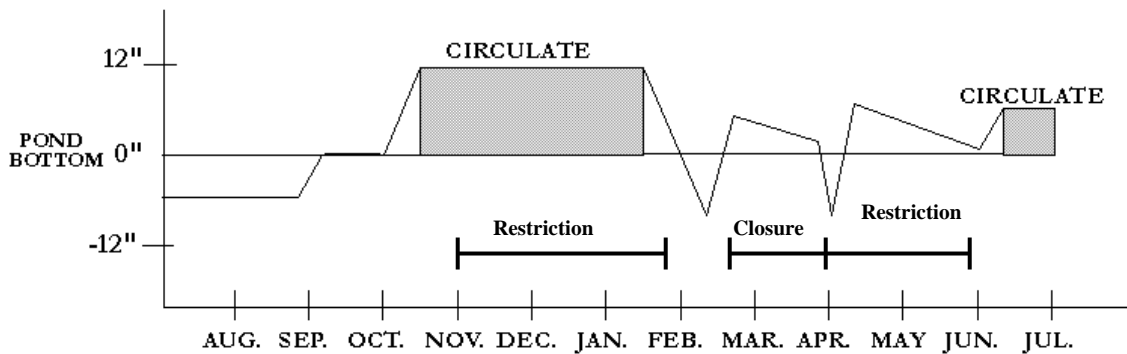 12"
CIRCULATE
CIRCULATE
POND
BOTTOM
0"
Restriction
Closure
Restriction
-12"
AUG. SEP. OCT. NOV. DEC. JAN. FEB. MAR. APR. MAY JUN. JUL.